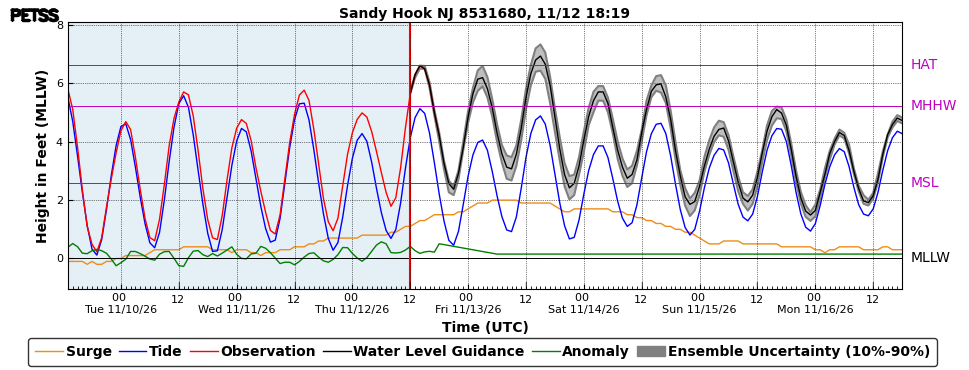 PETSS
Sandy Hook NJ 8531680, 11/12 18:19
Height in Feet (MLLW)
8
6
4
2
0
HAT
MHHW
MSL
MLLW
00 12 00 12 00 12 00 12 00 12 00 12 00 12
Tue 11/10/26 Wed 11/11/26 Thu 11/12/26 Fri 11/13/26 Sat 11/14/26 Sun 11/15/26 Mon 11/16/26
Time (UTC)
Surge Tide Observation Water Level Guidance Anomaly Ensemble Uncertainty (10%-90%)